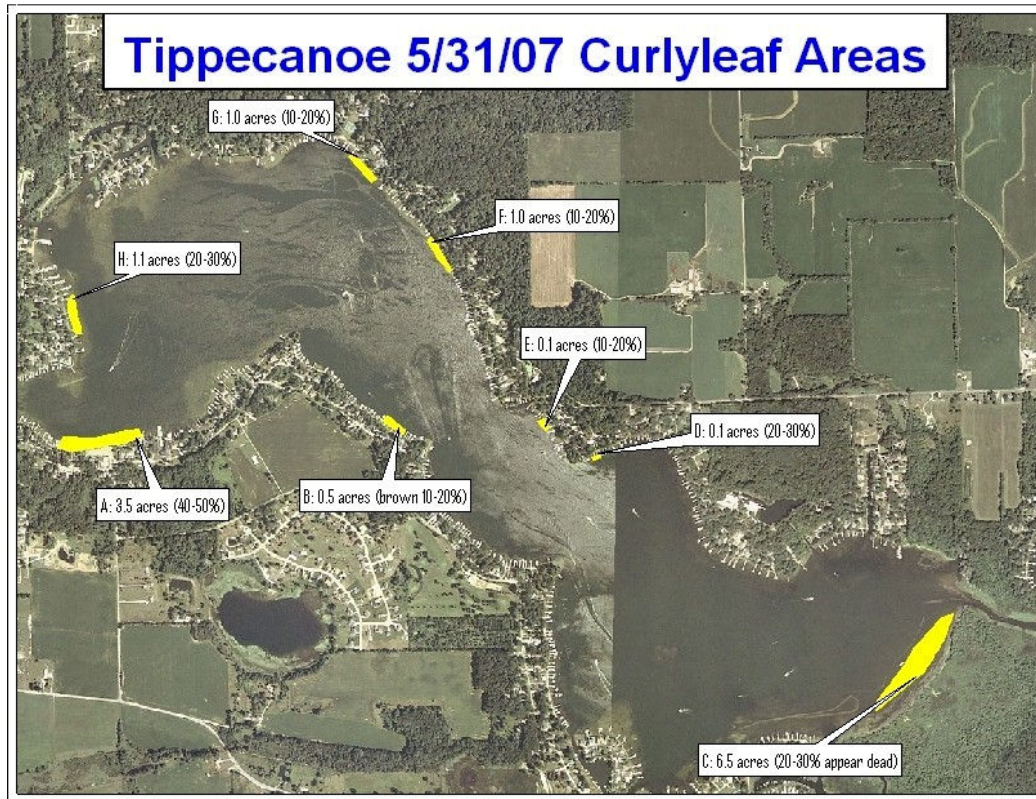 Tippecanoe 5/31/07 Curlyleaf Areas
G: 1.0 acres (10-20%)
F: 1.0 acres (10-20%)
H: 1.1 acres (20-30%)
E: 0.1 acres (10-20%)
D: 0.1 acres (20-30%)
A: 3.5 acres (40-50%)
B: 0.5 acres (brown 10-20%)
C: 6.5 acres (20-30% appear dead)